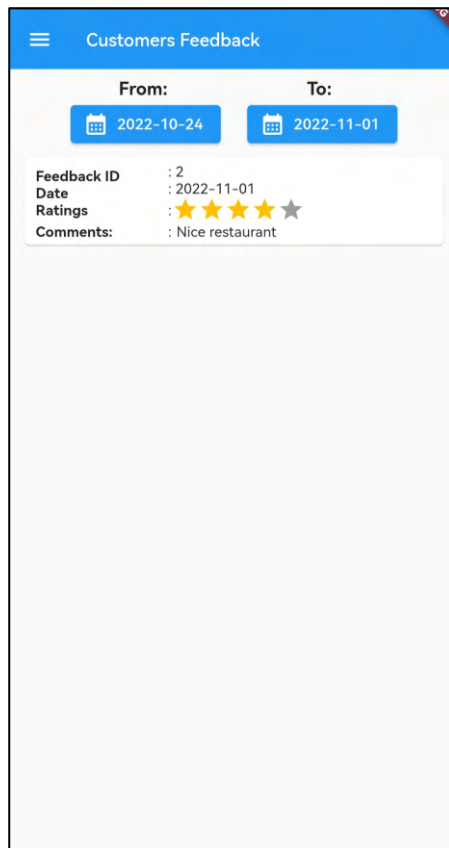 Customers Feedback
From: To:
2022-10-24 2022-11-01
Feedback ID : 2
Date : 2022-11-01
Ratings :
Comments: : Nice restaurant